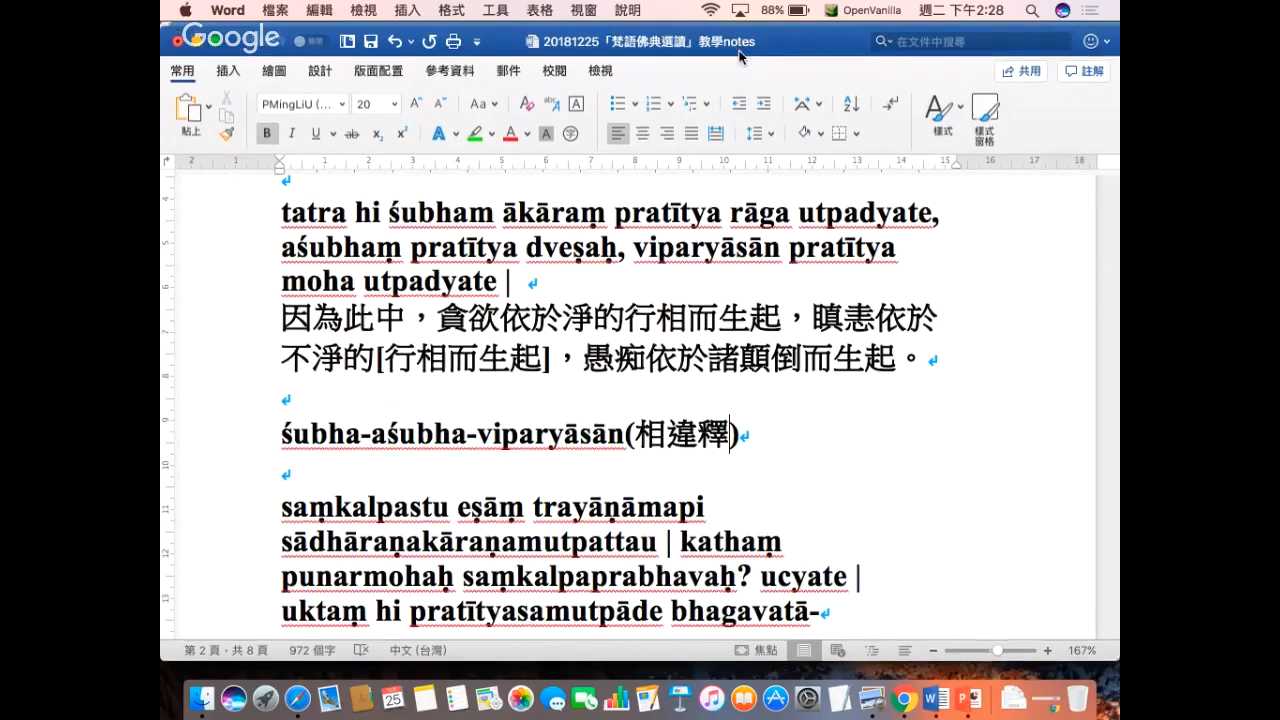 Word 檔案 編輯 檢視 插入 格式 工具 表格 視窗 說明 88% OpenVanilla 週二 下午2:28
Google 20181225「梵語佛典選讀」教學notes 在文件中搜尋
常用 插入 繪圖 設計 版面配置 參考資料 郵件 校閱 檢視 共用 註解
貼上 PMingLiU (... 20 Aa 樣式 樣式窗格
tatra hi śubham ākāraṃ pratītya rāga utpadyate,
aśubhaṃ pratītya dveṣaḥ, viparyāsān pratītya
moha utpadyate |
因為此中，貪欲依於淨的行相而生起，瞋恚依於
不淨的[行相而生起]，愚痴依於諸顛倒而生起。
śubha-aśubha-viparyāsān(相違釋)
saṃkalpastu eṣāṃ trayāṇāmapi
sādhāraṇakāraṇamutpattau | kathaṃ
punarmohaḥ saṃkalpaprabhavaḥ? ucyate |
uktaṃ hi pratītyasamutpāde bhagavatā-
第 2 頁，共 8 頁 972 個字 中文 (台灣) 焦點 167%